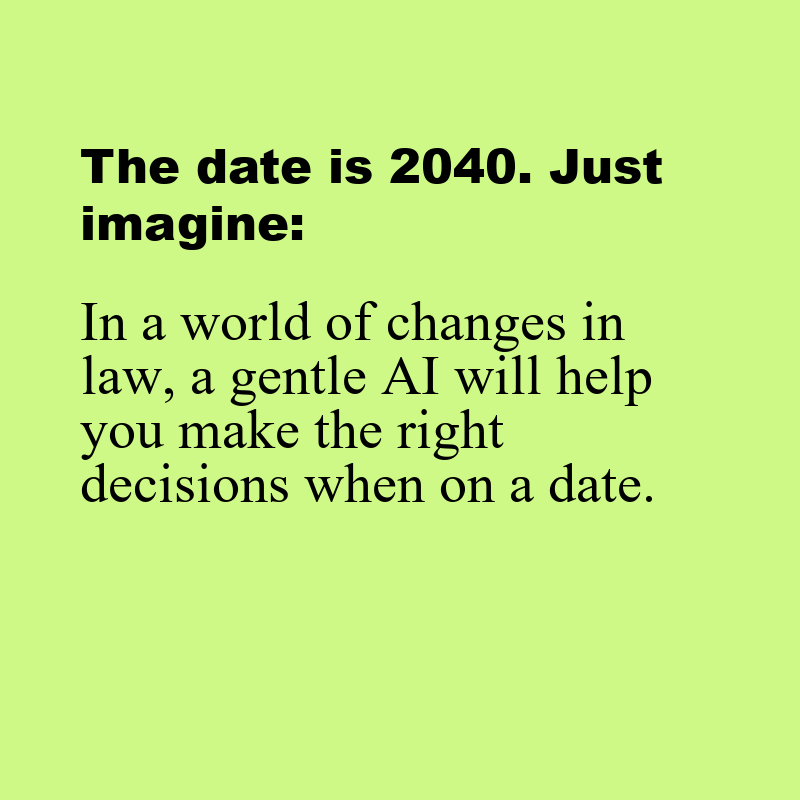 The date is 2040. Just
imagine:
In a world of changes in
law, a gentle AI will help
you make the right
decisions when on a date.